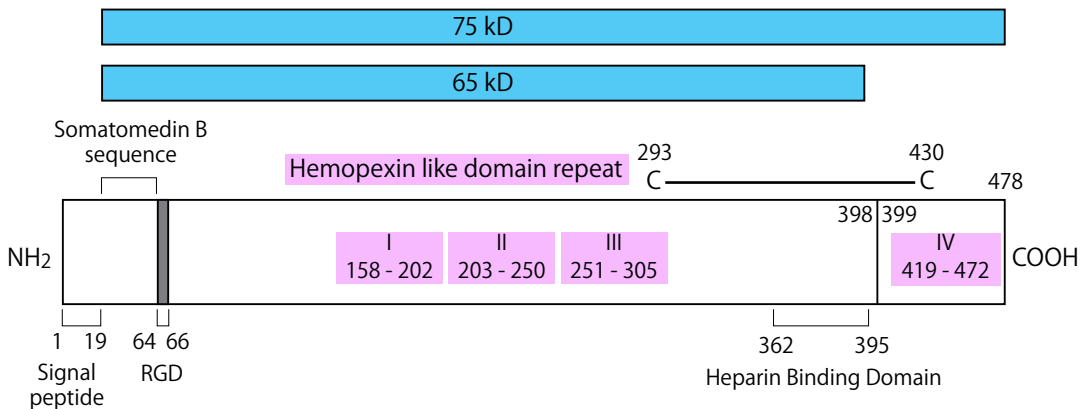 75 kD
65 kD
Somatomedin B
sequence
Hemopexin like domain repeat
293
C
430
C
478
398
399
NH2
I
158 - 202
II
203 - 250
III
251 - 305
IV
419 - 472
COOH
1
19
64
66
362
395
Signal
peptide
RGD
Heparin Binding Domain